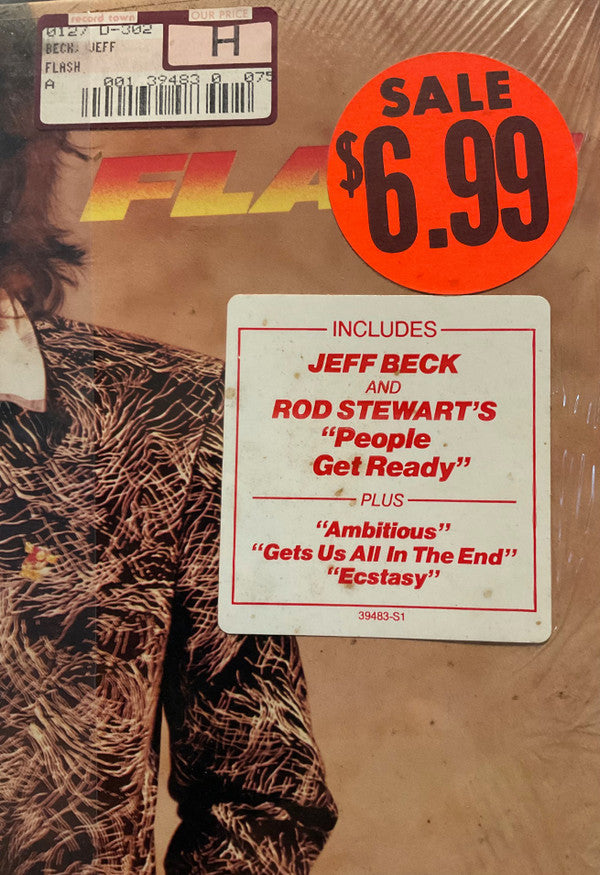 record town OUR PRICE
0127 D-302
H
BECK, JEFF
FLASH
A 001 39483 0 075
SALE
$6.99
FLA
INCLUDES
JEFF BECK
AND
ROD STEWART'S
"People
Get Ready"
PLUS
"Ambitious"
"Gets Us All In The End"
"Ecstasy"
39483-S1